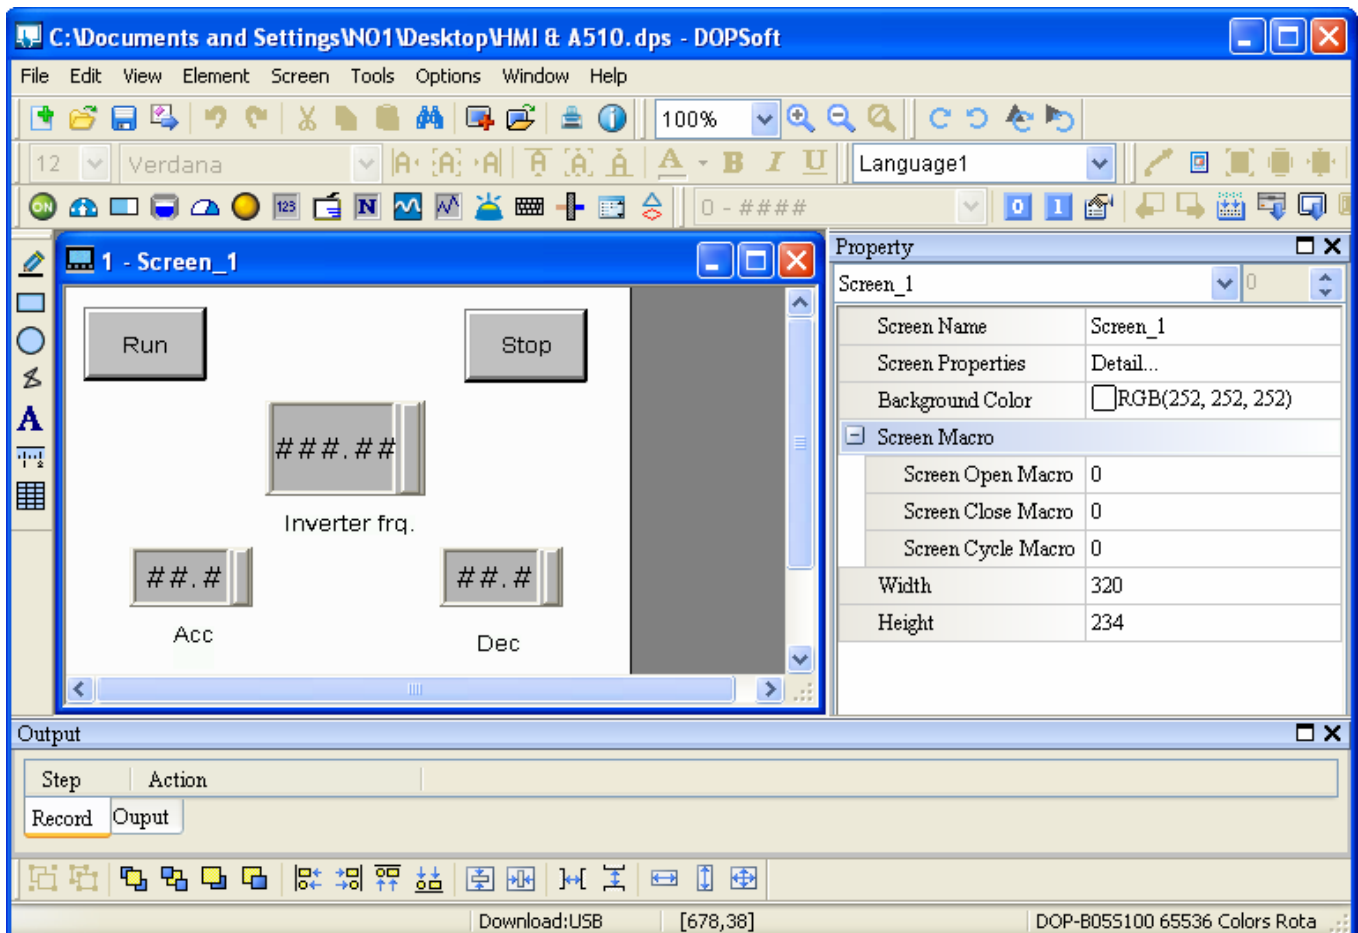 C:\Documents and Settings\NO1\Desktop\HMI & A510.dps - DOPSoft
File Edit View Element Screen Tools Options Window Help
100%
12 Verdana A A A A A A A B I U Language1
ON 123 N 0 - #### 0 1
1 - Screen_1
Property
Screen_1 0
Run Stop
Screen Name Screen_1
Screen Properties Detail...
Background Color RGB(252, 252, 252)
A
###.##
Screen Macro
Screen Open Macro 0
Inverter frq.
Screen Close Macro 0
Screen Cycle Macro 0
##.# ##.#
Width 320
Height 234
Acc Dec
Output
Step Action
Record Ouput
Download:USB [678,38] DOP-B05S100 65536 Colors Rota